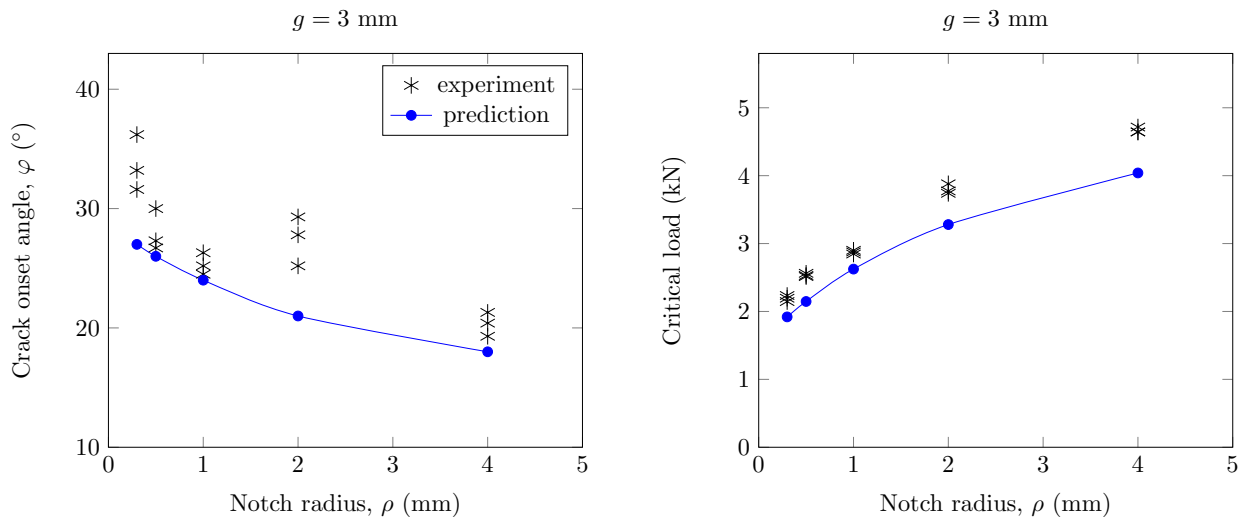 g = 3 mm
40
30
20
10
0
1
2
3
4
5
Crack onset angle, φ (°)
Notch radius, ρ (mm)
experiment
prediction
g = 3 mm
5
4
3
2
1
0
0
1
2
3
4
5
Critical load (kN)
Notch radius, ρ (mm)